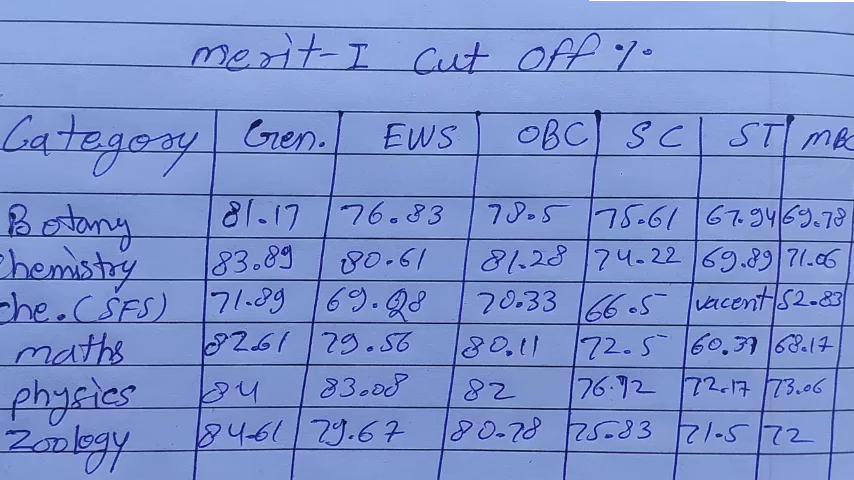 Merit-I Cut Off %
Category Gen. EWS OBC SC ST MBC
Botany 81.17 76.83 78.5 75.61 67.94 69.78
Chemistry 83.89 80.61 81.28 74.22 69.89 71.06
Che. (SFS) 71.89 69.28 70.33 66.5 vacent 52.83
maths 82.61 79.56 80.11 72.5 68.17
physics 84 83.08 82 72.17 73.06
Zoology 84.61 79.67 80.78 75.83 71.5 72